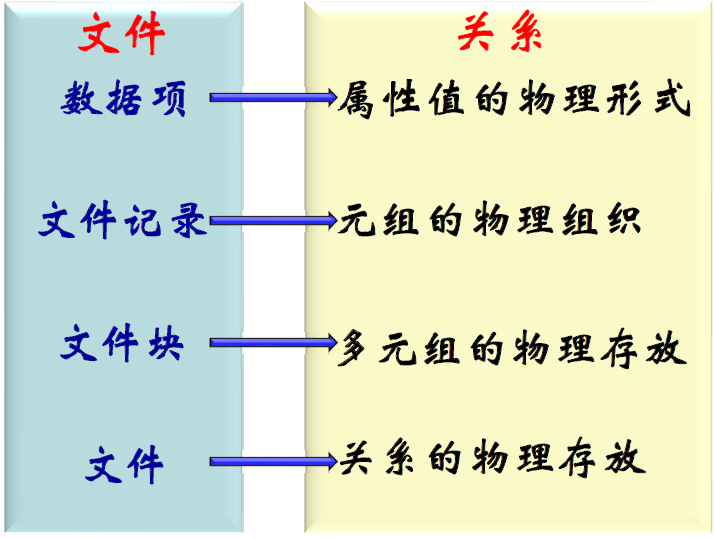 文件 关系
数据项 属性值的物理形式
文件记录 元组的物理组织
文件块 多元组的物理存放
文件 关系的物理存放